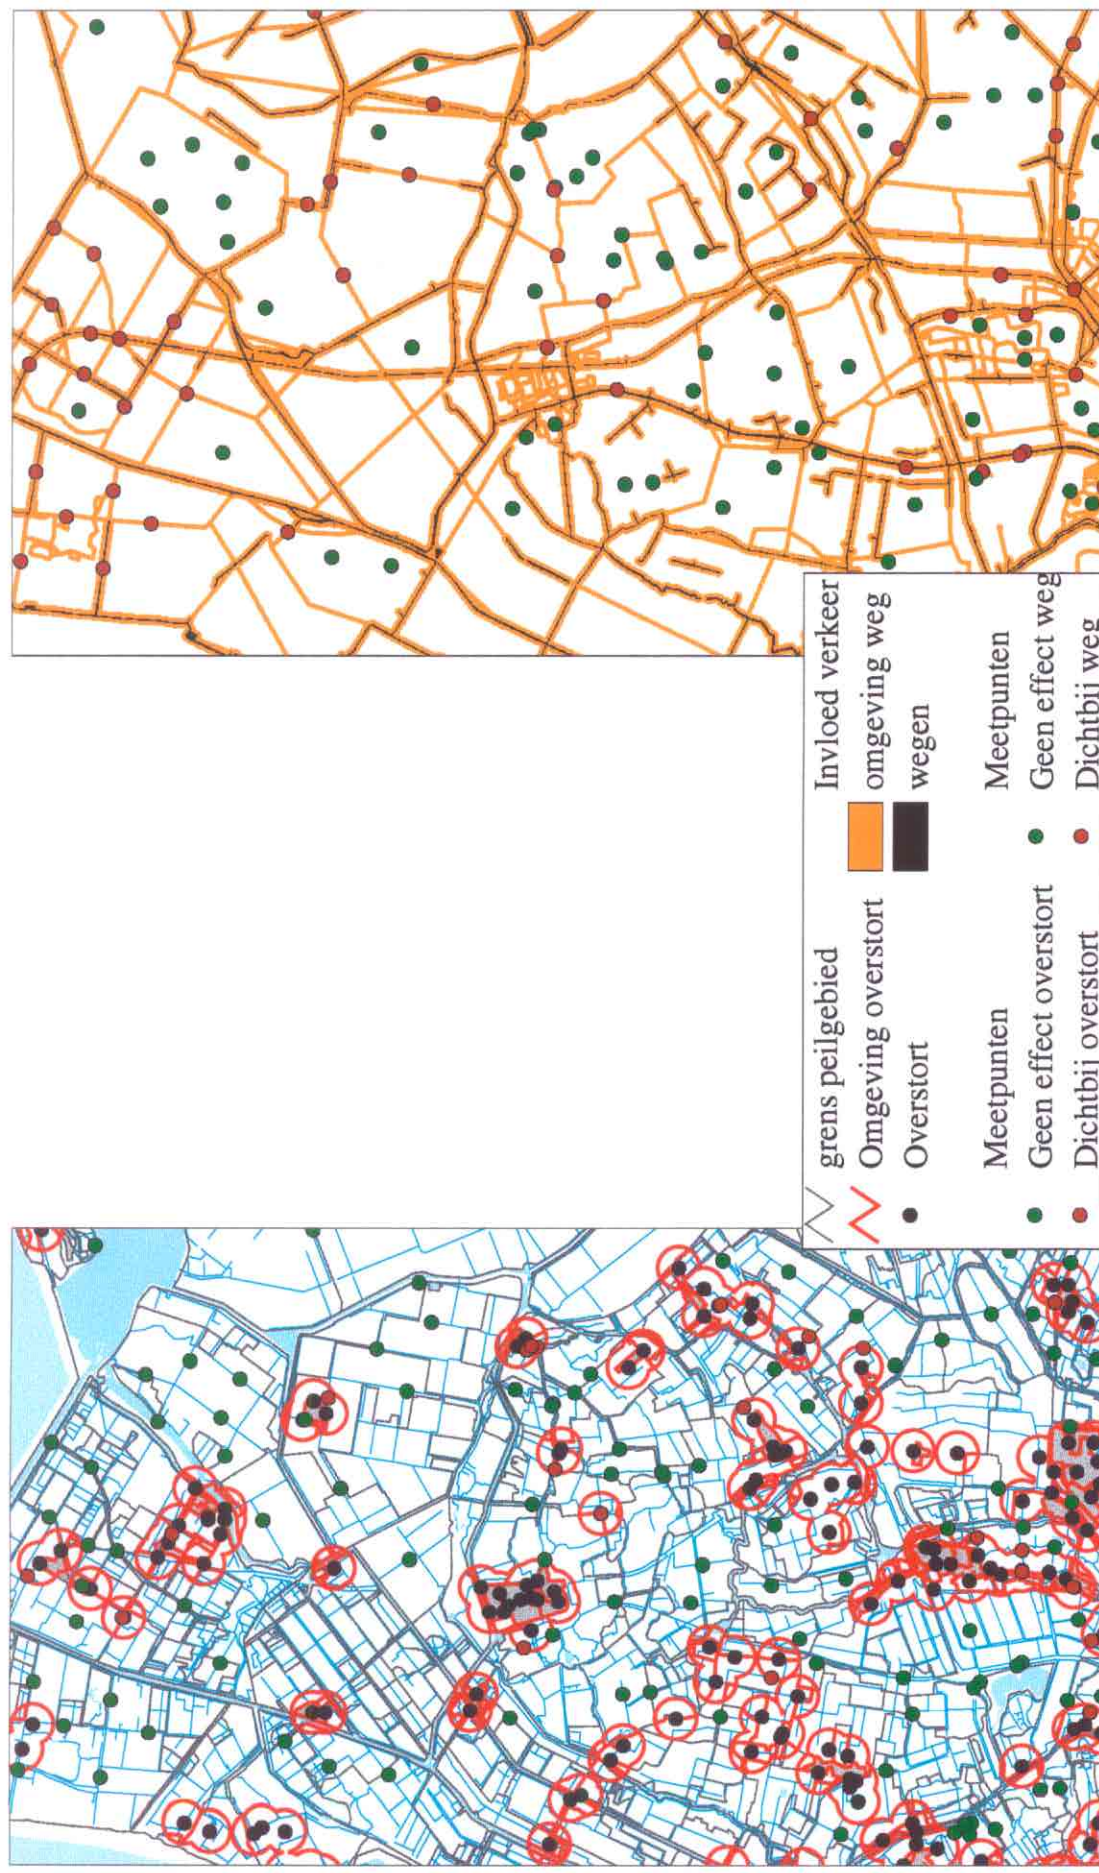 grens peilgebied
Omgeving overstort
Overstort
Meetpunten
Geen effect overstort
Dichtbij overstort
Invloed verkeer
omgeving weg
wegen
Meetpunten
Geen effect weg
Dichtbij weg